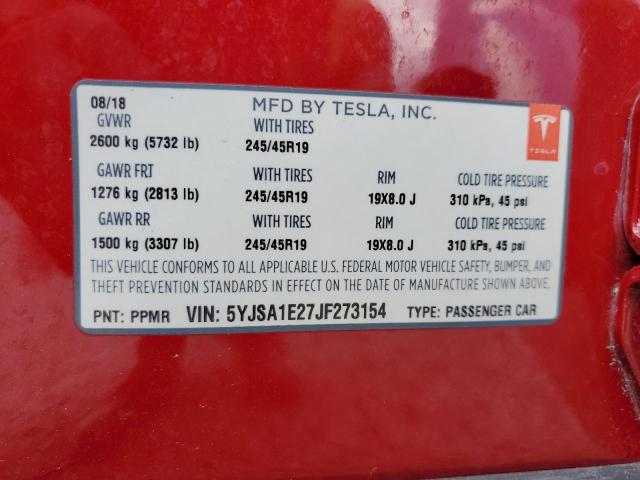 08/18 MFD BY TESLA, INC.
GVWR WITH TIRES
2600 kg (5732 lb) 245/45R19
TESLA
GAWR FRT WITH TIRES RIM COLD TIRE PRESSURE
1276 kg (2813 lb) 245/45R19 19X8.0 J 310 kPa, 45 psi
GAWR RR WITH TIRES RIM COLD TIRE PRESSURE
1500 kg (3307 lb) 245/45R19 19X8.0 J 310 kPa, 45 psi
THIS VEHICLE CONFORMS TO ALL APPLICABLE U.S. FEDERAL MOTOR VEHICLE SAFETY, BUMPER, AND
THEFT PREVENTION STANDARDS IN EFFECT ON THE DATE OF MANUFACTURE SHOWN ABOVE.
PNT: PPMR VIN: 5YJSA1E27JF273154 TYPE: PASSENGER CAR